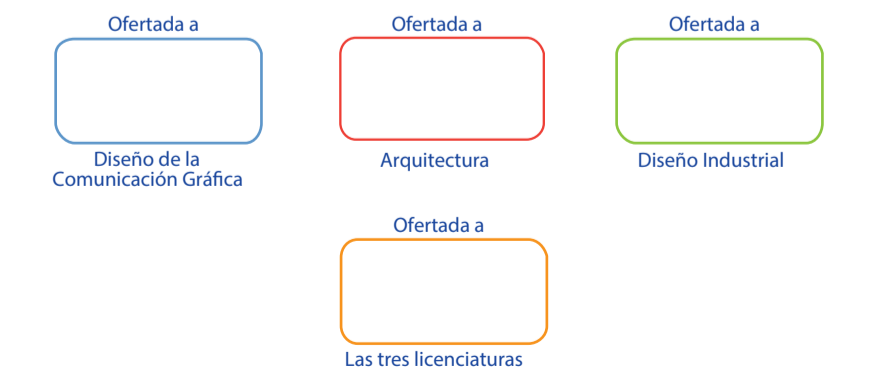 Ofertada a
Ofertada a
Ofertada a
Diseño de la
Comunicación Gráfica
Arquitectura
Diseño Industrial
Ofertada a
Las tres licenciaturas